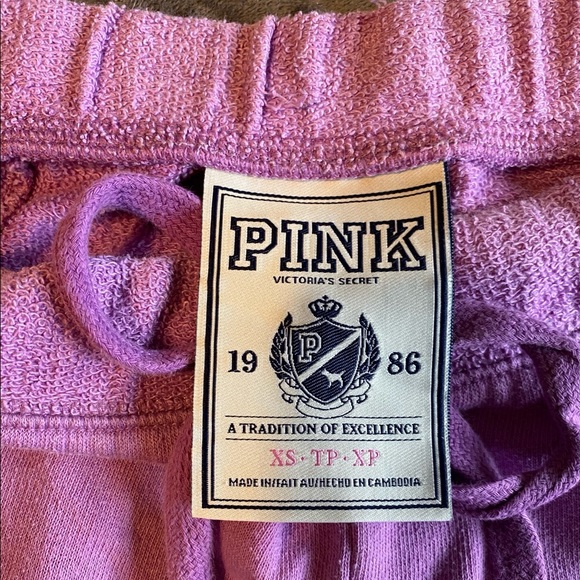 PINK
VICTORIA'S SECRET
P
19 86
A TRADITION OF EXCELLENCE
XS · TP · XP
MADE IN/FAIT AU/HECHO EN CAMBODIA